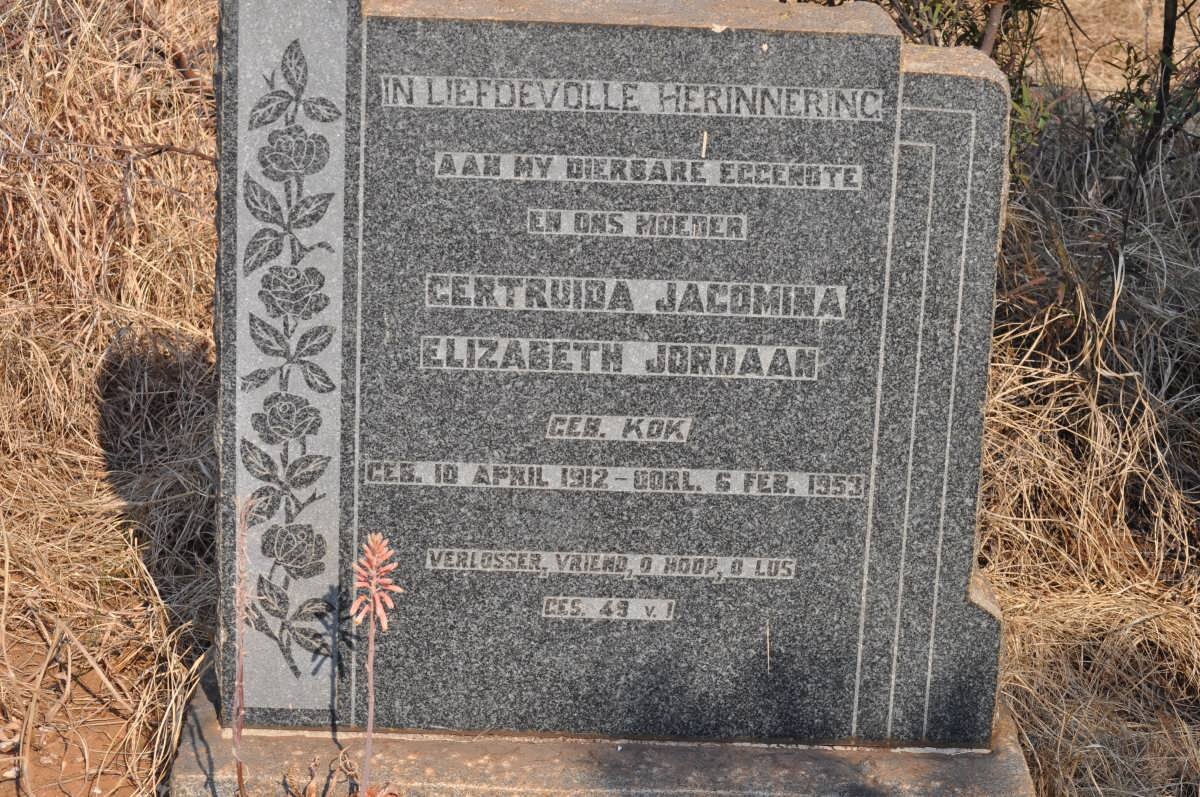 IN LIEFDEVOLLE HERINNERING
AAN MY DIERBARE EGGENOTE
EN ONS MOEDER
GERTRUIDA JACOMINA
ELIZABETH JORDAAN
GEB. KOK
GEB. 10 APRIL 1912 - OORL. 6 FEB. 1953
VERLOSSER, VRIEND, O HOOP, O LUS
GES. 49 V. 1